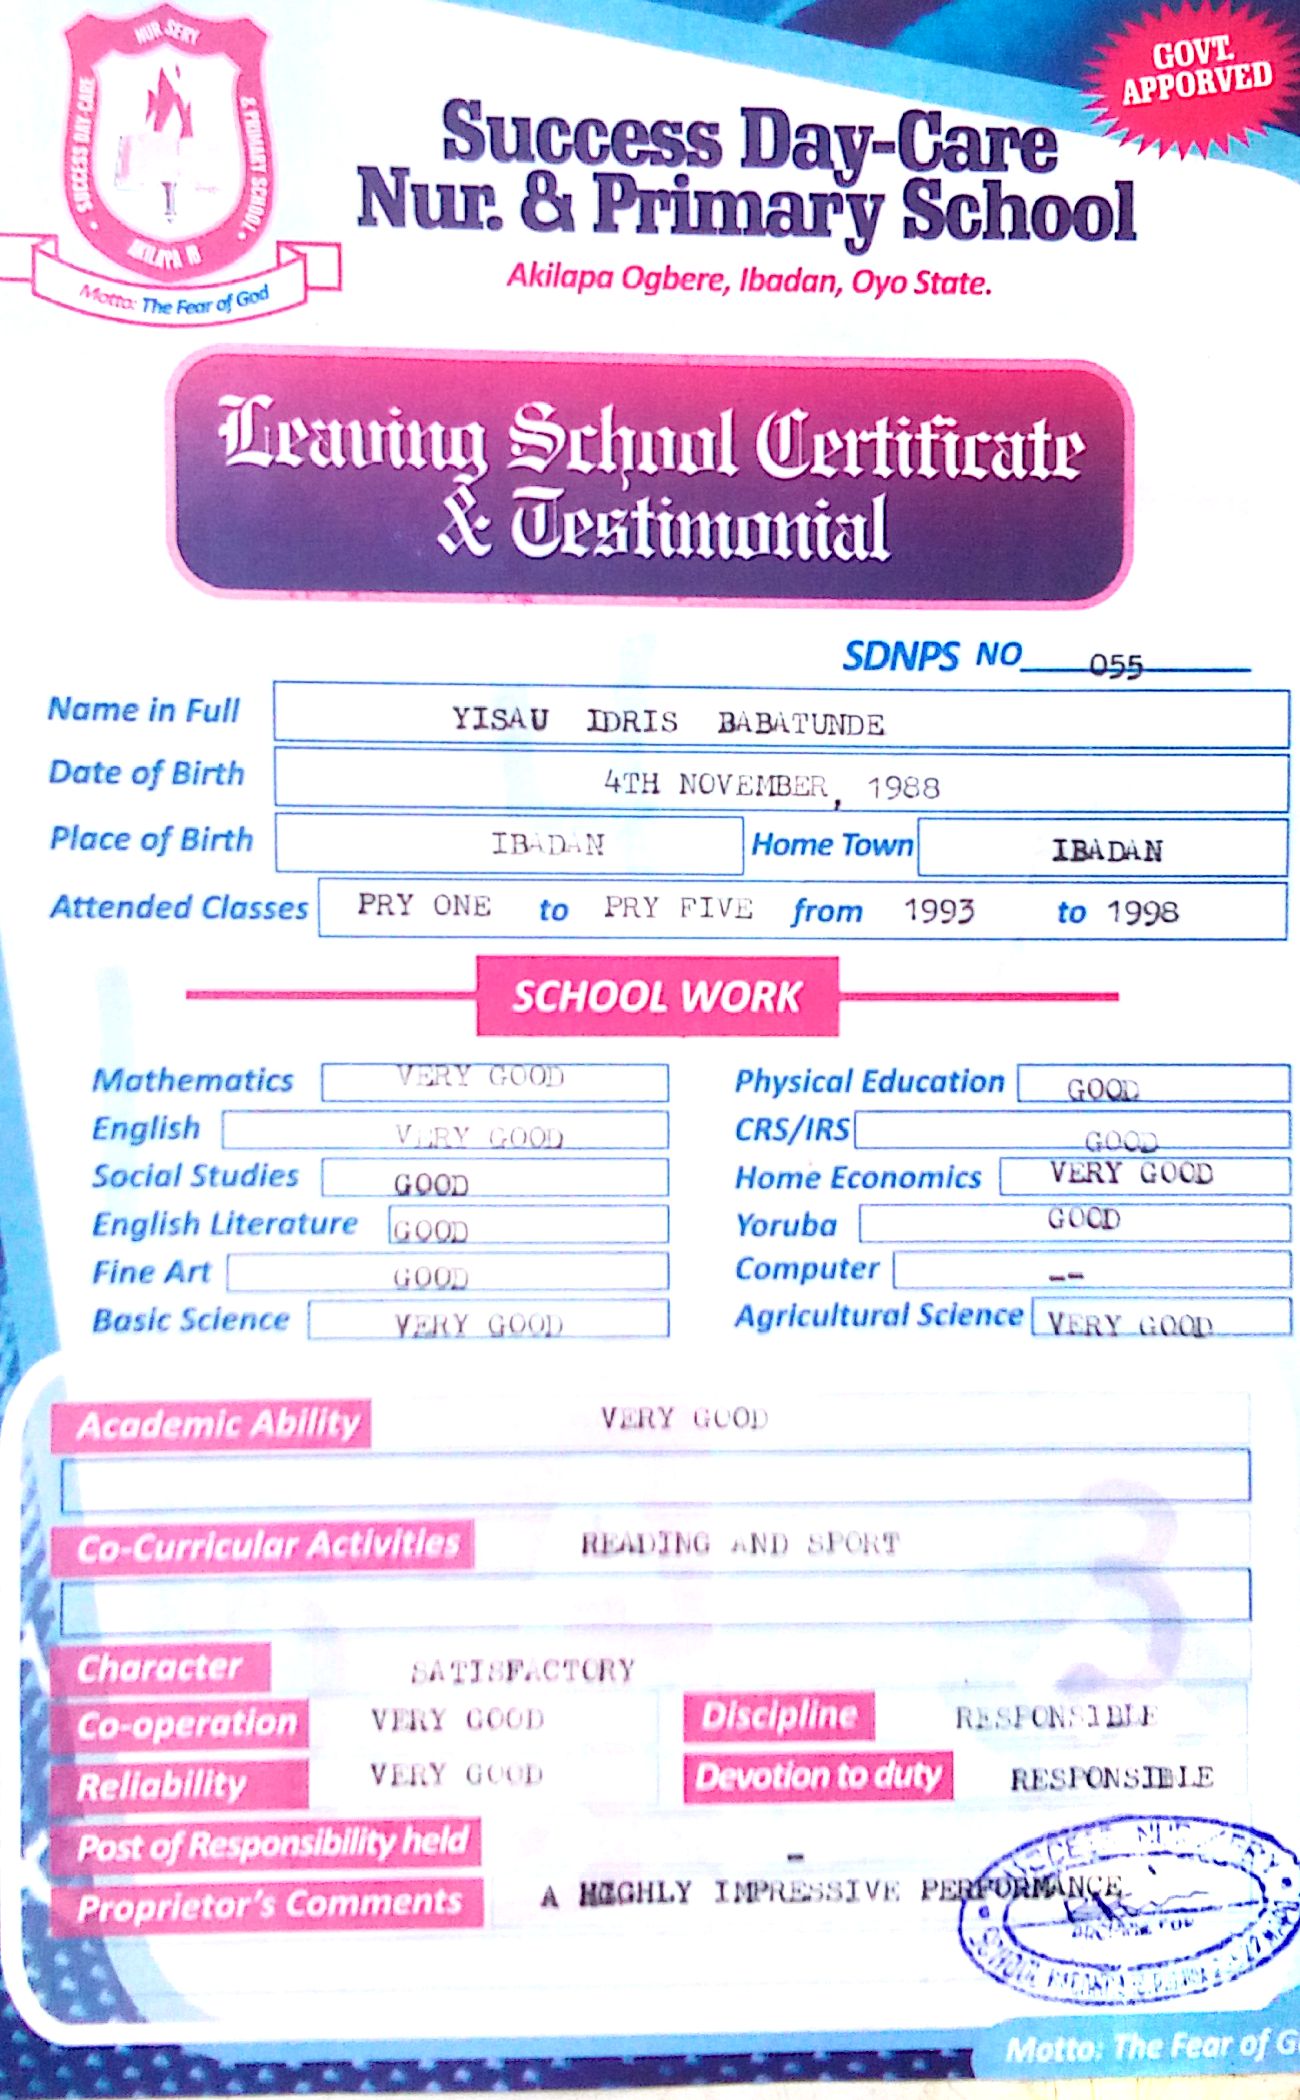 NURSERY
SUCCESS DAY CARE
& PRIMARY SCHOOL
AKILAPA IB
Motto: The Fear of God
GOVT.
APPORVED
Success Day-Care
Nur. & Primary School
Akilapa Ogbere, Ibadan, Oyo State.
Leaving School Certificate
& Testimonial
SDNPS NO 055
Name in Full YISAU IDRIS BABATUNDE
Date of Birth 4TH NOVEMBER, 1988
Place of Birth IBADAN Home Town IBADAN
Attended Classes PRY ONE to PRY FIVE from 1993 to 1998
SCHOOL WORK
Mathematics VERY GOOD Physical Education GOOD
English VERY GOOD CRS/IRS GOOD
Social Studies GOOD Home Economics VERY GOOD
English Literature GOOD Yoruba GOOD
Fine Art GOOD Computer --
Basic Science VERY GOOD Agricultural Science VERY GOOD
Academic Ability VERY GOOD
Co-Curricular Activities READING AND SPORT
Character SATISFACTORY
Co-operation VERY GOOD Discipline RESPONSIBLE
Reliability VERY GOOD Devotion to duty RESPONSIBLE
Post of Responsibility held -
Proprietor's Comments A HIGHLY IMPRESSIVE PERFORMANCE
Motto: The Fear of G